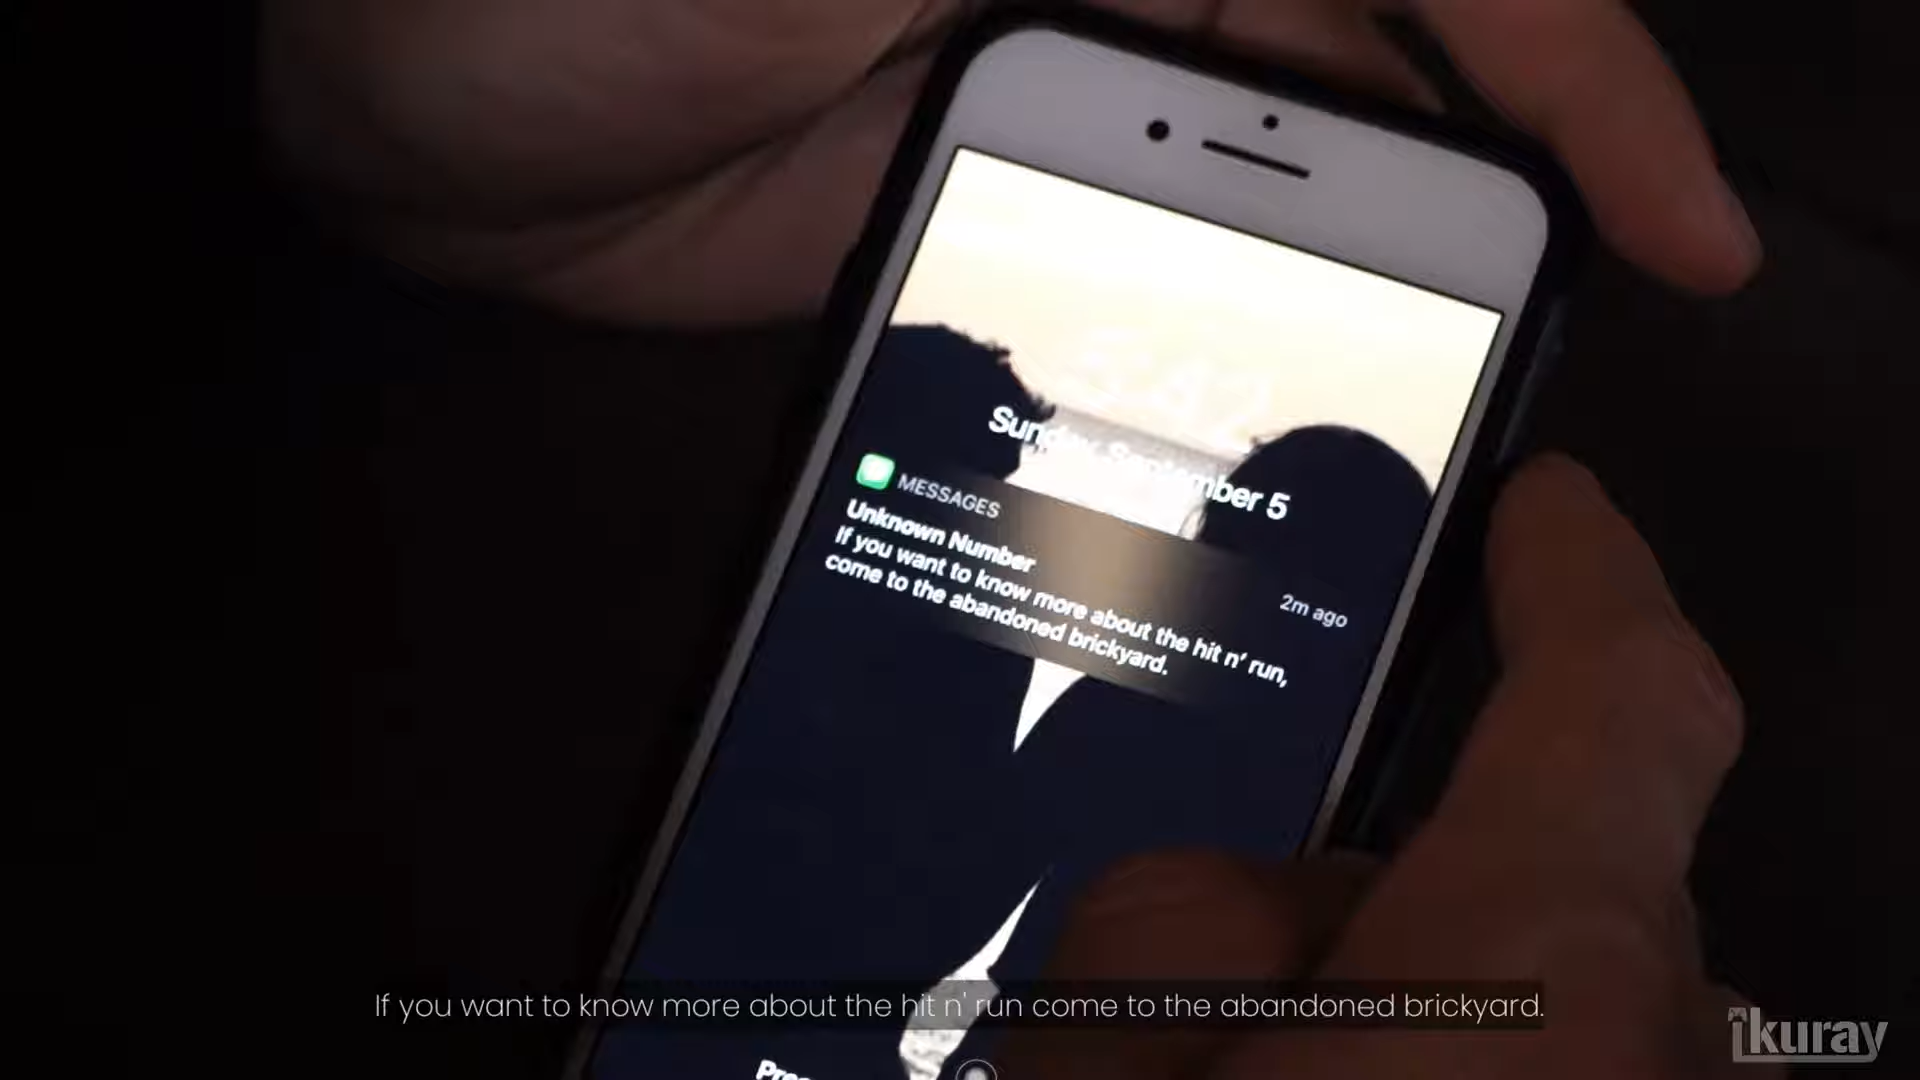 5:42
Sunday, September 5
MESSAGES
Unknown Number
2m ago
If you want to know more about the hit n’ run,
come to the abandoned brickyard.
If you want to know more about the hit n' run come to the abandoned brickyard.
ikuray